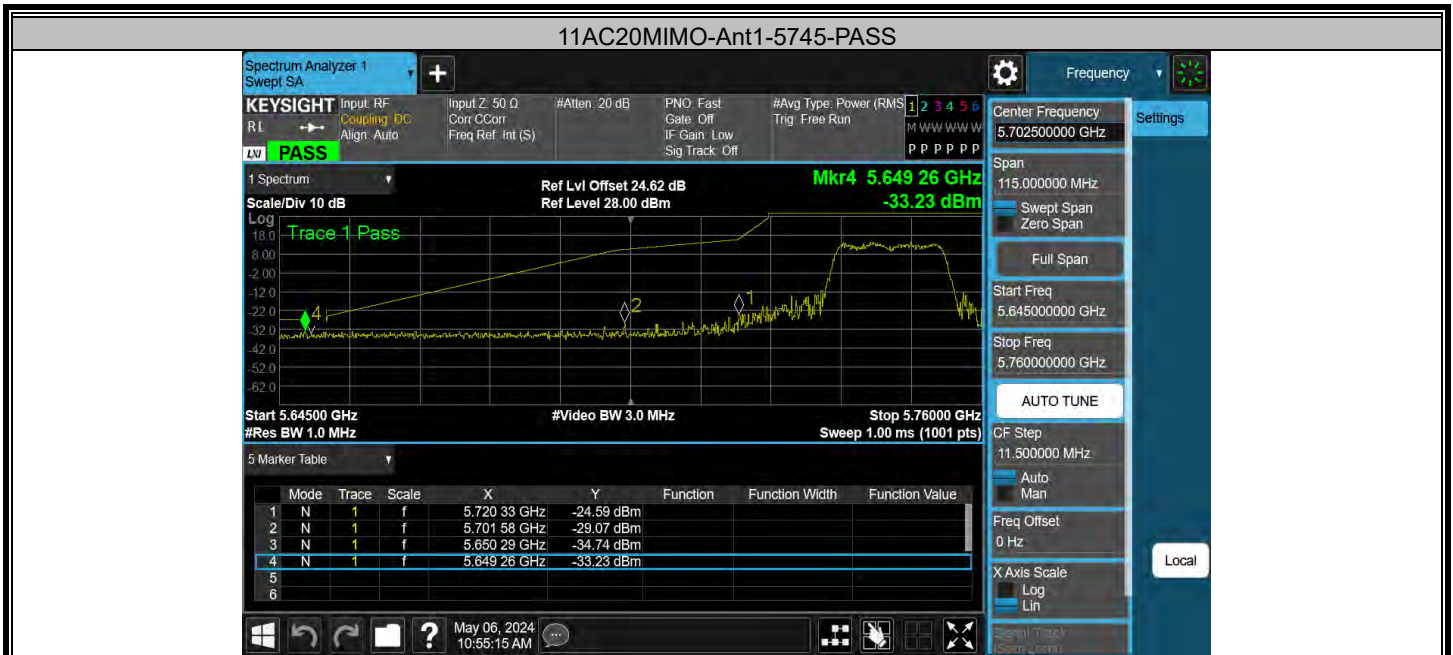 11AC20MIMO-Ant1-5745-PASS
Spectrum Analyzer 1
Swept SA
+
Frequency
KEYSIGHT
RL
LXI
PASS
Input: RF
Coupling: DC
Align: Auto
Input Z: 50 Ω
Corr CCorr
Freq Ref: Int (S)
#Atten: 20 dB
PNO: Fast
Gate: Off
IF Gain: Low
Sig Track: Off
#Avg Type: Power (RMS
Trig: Free Run
1 2 3 4 5 6
M W W W W W
P P P P P P
1 Spectrum
Scale/Div 10 dB
Ref Lvl Offset 24.62 dB
Ref Level 28.00 dBm
Mkr4 5.649 26 GHz
-33.23 dBm
Log
Trace 1 Pass
18.0
8.00
-2.00
-12.0
-22.0
-32.0
-42.0
-52.0
-62.0
4
2
1
Start 5.64500 GHz
#Video BW 3.0 MHz
Stop 5.76000 GHz
#Res BW 1.0 MHz
Sweep 1.00 ms (1001 pts)
5 Marker Table
Mode Trace Scale X Y Function Function Width Function Value
1 N 1 f 5.720 33 GHz -24.59 dBm
2 N 1 f 5.701 58 GHz -29.07 dBm
3 N 1 f 5.650 29 GHz -34.74 dBm
4 N 1 f 5.649 26 GHz -33.23 dBm
5
6
?
May 06, 2024
10:55:15 AM
Center Frequency
5.702500000 GHz
Settings
Span
115.000000 MHz
Swept Span
Zero Span
Full Span
Start Freq
5.645000000 GHz
Stop Freq
5.760000000 GHz
AUTO TUNE
CF Step
11.500000 MHz
Auto
Man
Freq Offset
0 Hz
X Axis Scale
Log
Lin
Local
Signal Track
(Span Zoom)